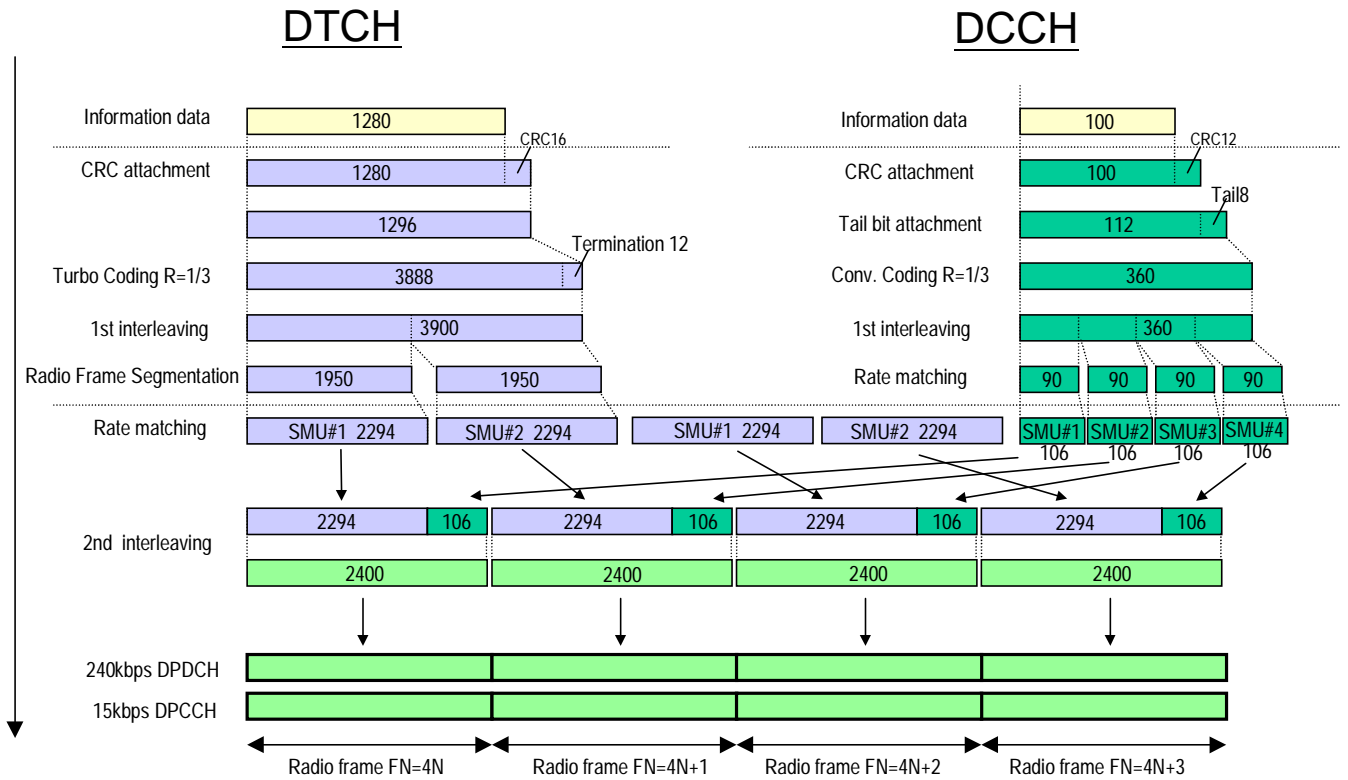 DTCH
DCCH
Information data
1280
Information data
100
CRC16
CRC12
CRC attachment
1280
CRC attachment
100
Tail8
1296
Tail bit attachment
112
Termination 12
Turbo Coding R=1/3
3888
Conv. Coding R=1/3
360
1st interleaving
3900
1st interleaving
360
Radio Frame Segmentation
1950
1950
Rate matching
90
90
90
90
Rate matching
SMU#1 2294
SMU#2 2294
SMU#1 2294
SMU#2 2294
SMU#1
SMU#2
SMU#3
SMU#4
106
106
106
106
2nd interleaving
2294
106
2294
106
2294
106
2294
106
2400
2400
2400
2400
240kbps DPDCH
15kbps DPCCH
Radio frame FN=4N
Radio frame FN=4N+1
Radio frame FN=4N+2
Radio frame FN=4N+3